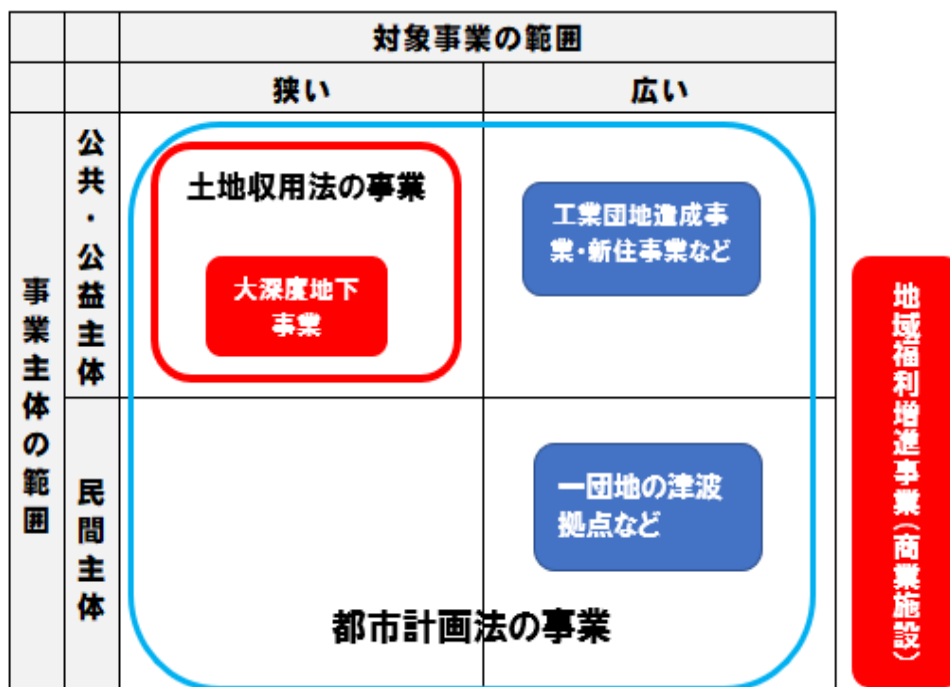 対象事業の範囲
狭い
広い
事業主体の範囲
公共・公益主体
土地収用法の事業
大深度地下
事業
工業団地造成事
業・新住事業など
民間主体
一団地の津波
拠点など
都市計画法の事業
地域福利増進事業(商業施設)